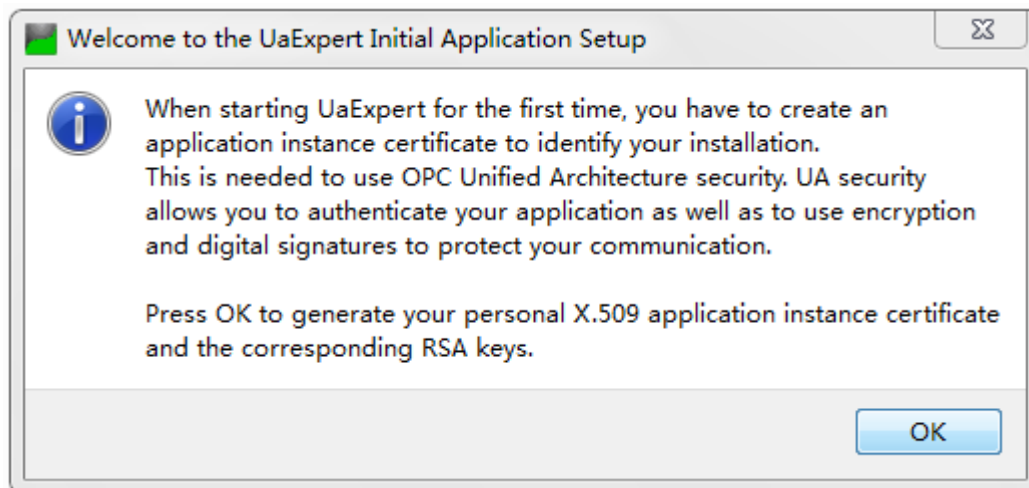 Welcome to the UaExpert Initial Application Setup
When starting UaExpert for the first time, you have to create an
application instance certificate to identify your installation.
This is needed to use OPC Unified Architecture security. UA security
allows you to authenticate your application as well as to use encryption
and digital signatures to protect your communication.
Press OK to generate your personal X.509 application instance certificate
and the corresponding RSA keys.
OK